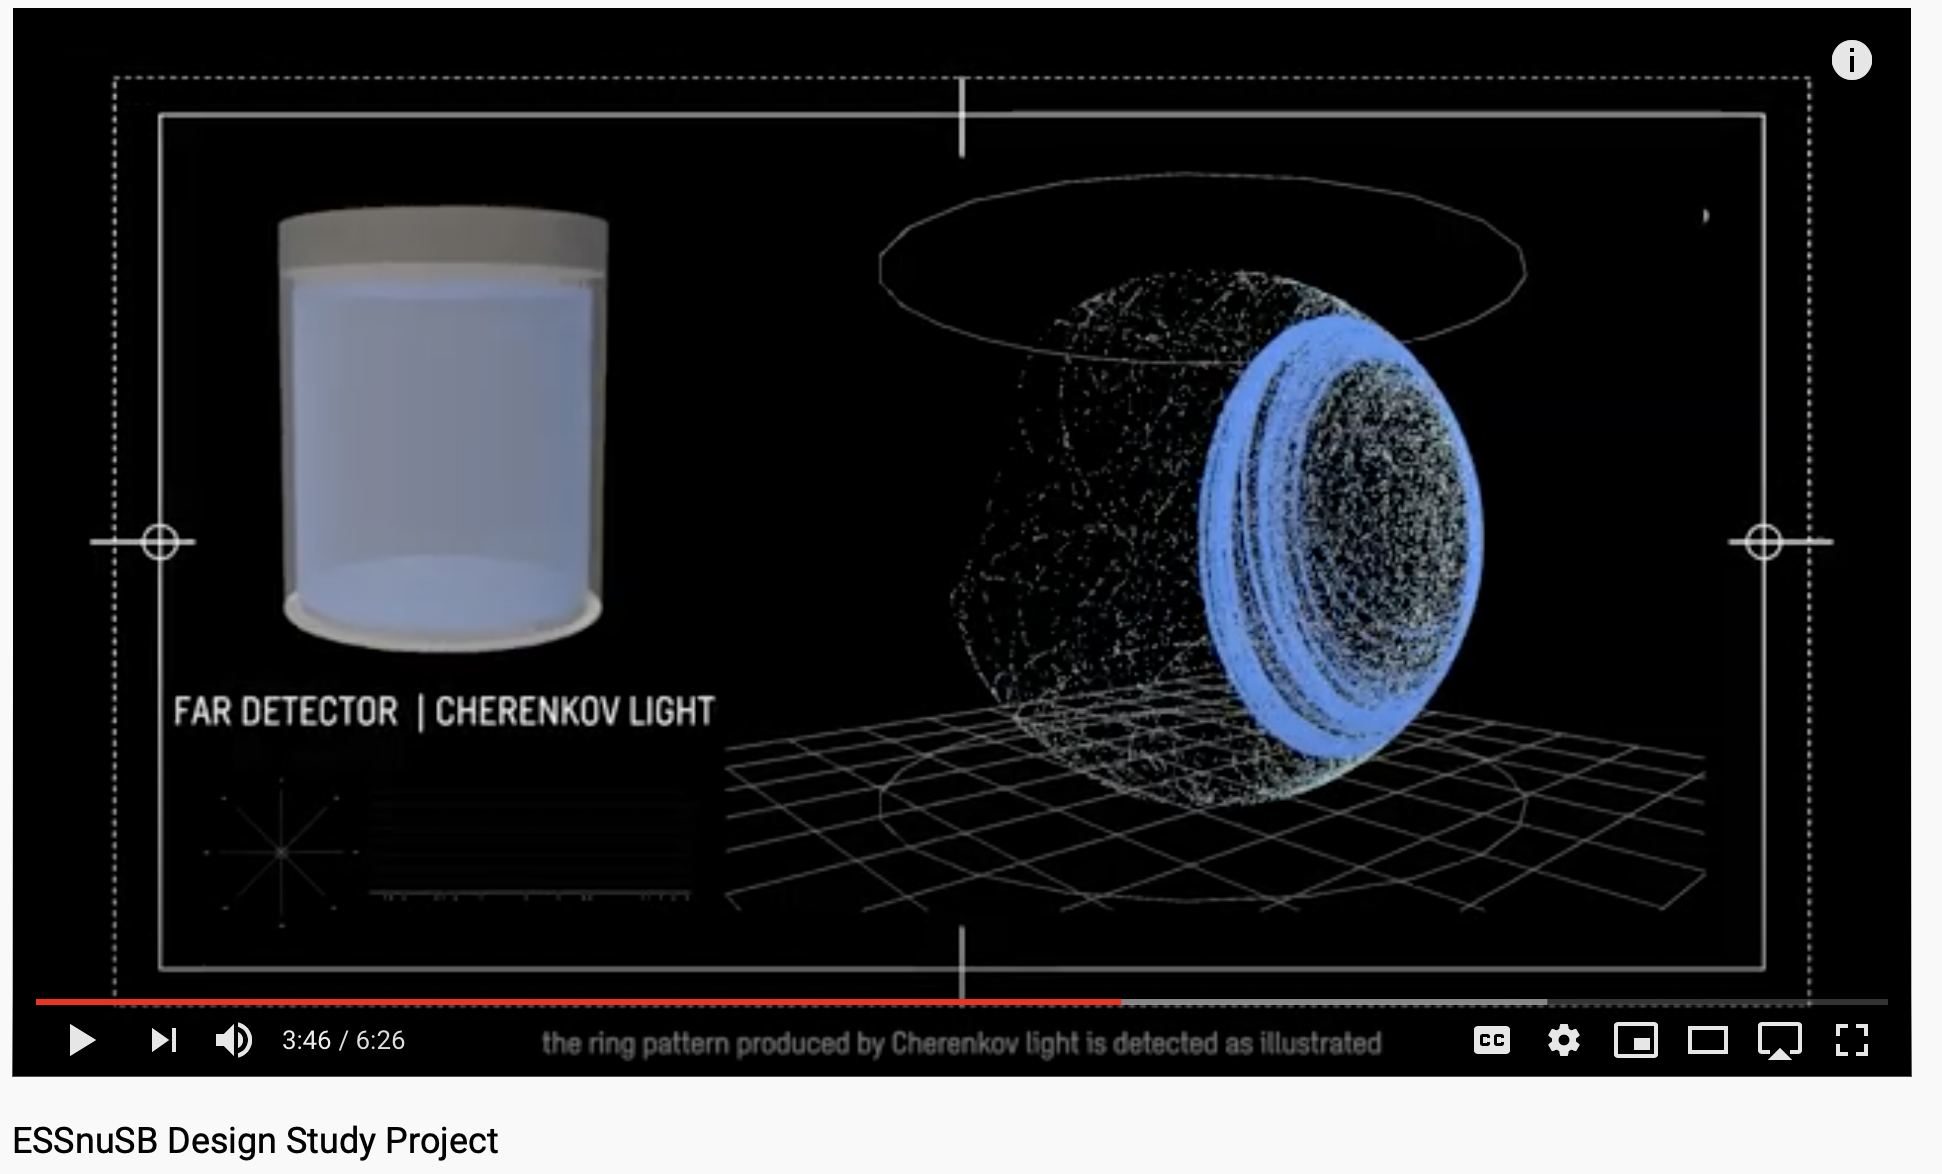 i
FAR DETECTOR | CHERENKOV LIGHT
3:46 / 6:26
the ring pattern produced by Cherenkov light is detected as illustrated
CC
ESSnuSB Design Study Project